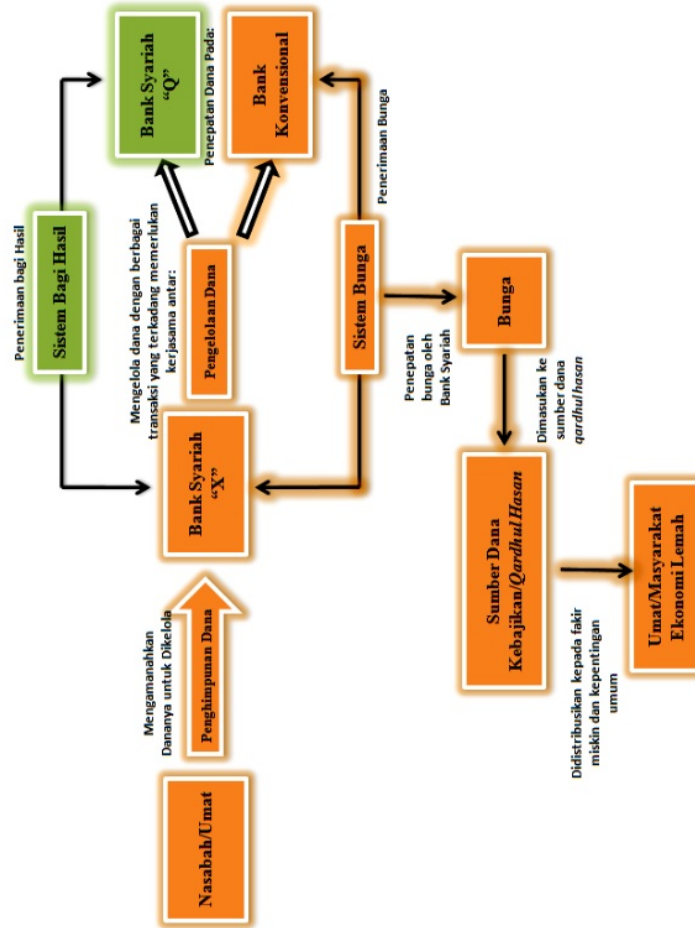 Penerimaan bagi Hasil
Sistem Bagi Hasil
Mengelola dana dengan berbagai
transaksi yang terkadang memerlukan
kerjasama antar:
Bank Syariah
"Q"
Penepatan Dana Pada:
Bank
Konvensional
Pengelolaan Dana
Bank Syariah
"X"
Mengamanahkan
Dananya untuk Dikelola
Penghimpunan Dana
Nasabah/Umat
Sistem Bunga
Penerimaan Bunga
Penepatan
bunga oleh
Bank Syariah
Bunga
Dimasukan ke
sumber dana
qardhul hasan
Sumber Dana
Kebajikan/Qardhul Hasan
Didistribusikan kepada fakir
miskin dan kepentingan
umum
Umat/Masyarakat
Ekonomi Lemah